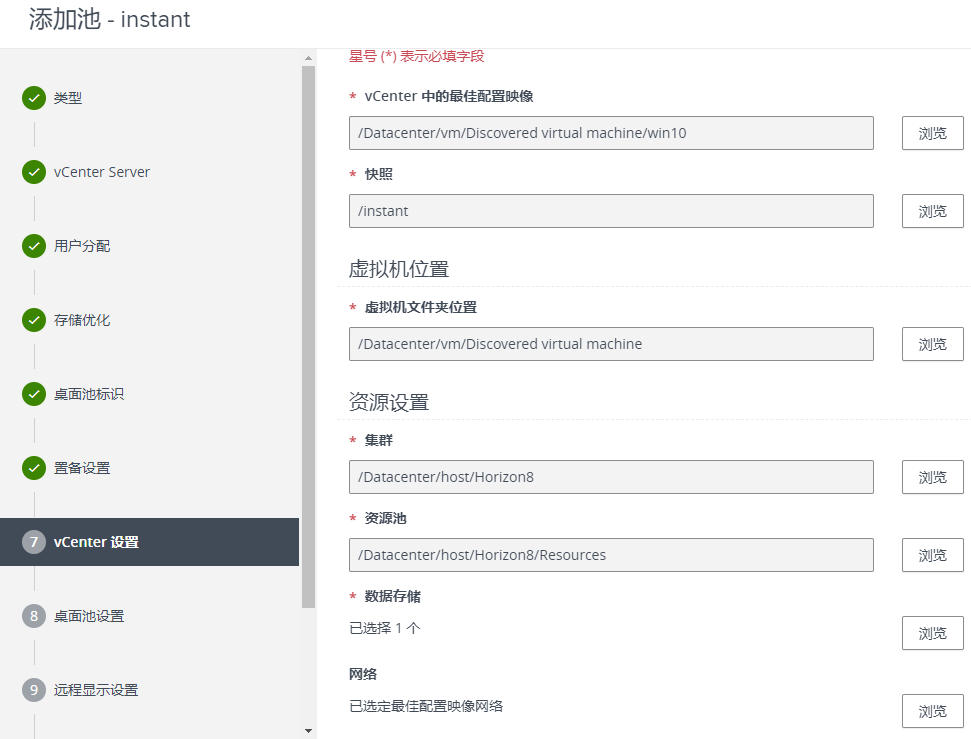 添加池 - instant
类型
vCenter Server
用户分配
存储优化
桌面池标识
置备设置
7 vCenter 设置
8 桌面池设置
9 远程显示设置
星号 (*) 表示必填字段
* vCenter 中的最佳配置映像
/Datacenter/vm/Discovered virtual machine/win10 浏览
* 快照
/instant 浏览
虚拟机位置
* 虚拟机文件夹位置
/Datacenter/vm/Discovered virtual machine 浏览
资源设置
* 集群
/Datacenter/host/Horizon8 浏览
* 资源池
/Datacenter/host/Horizon8/Resources 浏览
* 数据存储
已选择 1 个 浏览
网络
已选定最佳配置映像网络 浏览